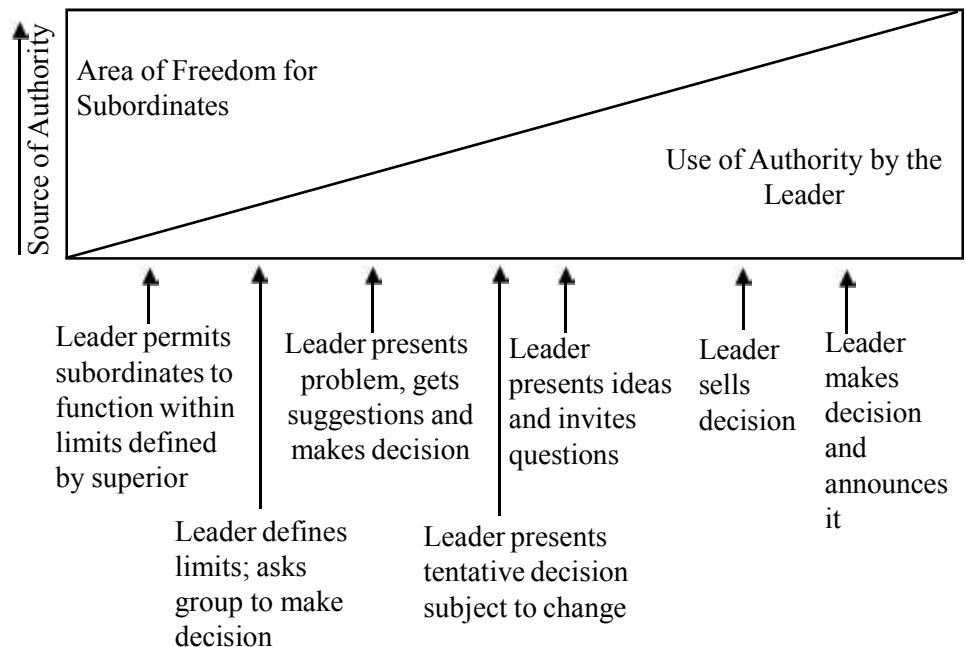 Source of Authority
Area of Freedom for
Subordinates
Use of Authority by the
Leader
Leader permits
subordinates to
function within
limits defined
by superior
Leader defines
limits; asks
group to make
decision
Leader presents
problem, gets
suggestions and
makes decision
Leader presents
tentative decision
subject to change
Leader
presents ideas
and invites
questions
Leader
sells
decision
Leader
makes
decision
and
announces
it